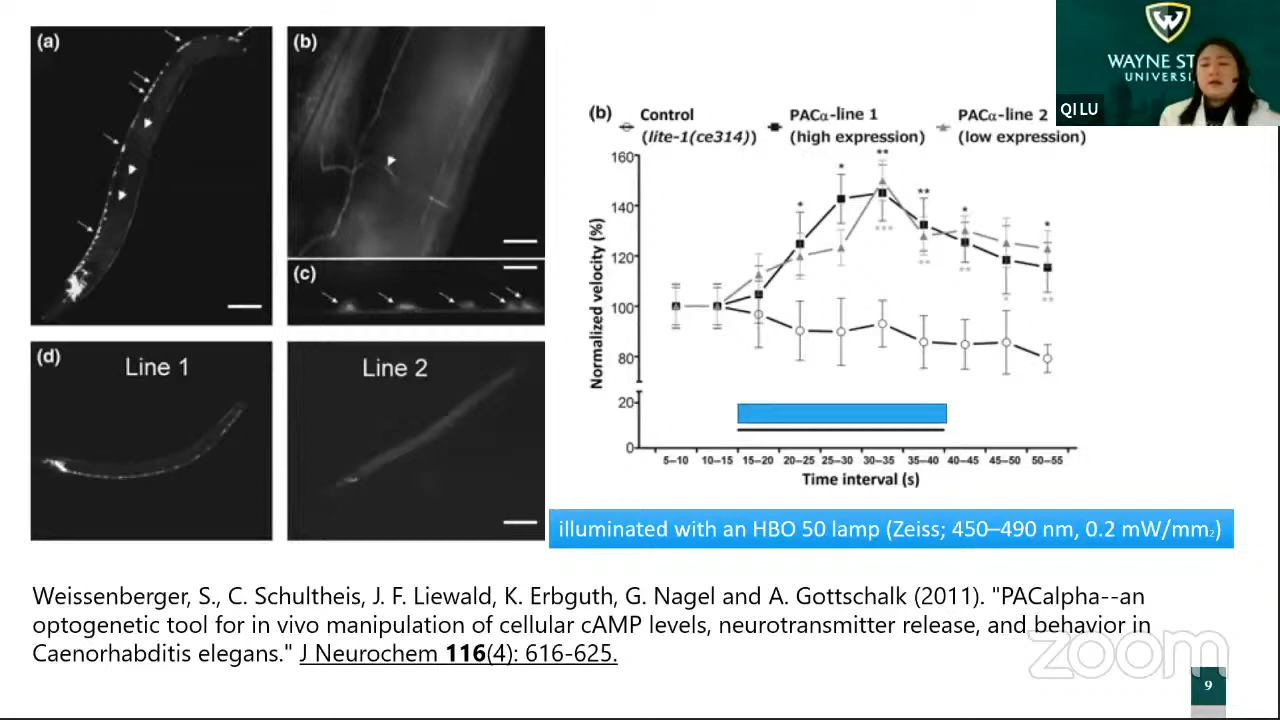 (a)
(b)
(c)
(d)
Line 1
Line 2
WAYNE ST
UNIVERSI
QI LU
(b)
Control
(lite-1(ce314))
PACα-line 1
(high expression)
PACα-line 2
(low expression)
Normalized velocity (%)
160
140
120
100
80
20
0
*
*
**
***
**
**
*
**
*
*
**
5–10 10–15 15–20 20–25 25–30 30–35 35–40 40–45 45–50 50–55
Time interval (s)
illuminated with an HBO 50 lamp (Zeiss; 450–490 nm, 0.2 mW/mm2)
Weissenberger, S., C. Schultheis, J. F. Liewald, K. Erbguth, G. Nagel and A. Gottschalk (2011). "PACalpha--an
optogenetic tool for in vivo manipulation of cellular cAMP levels, neurotransmitter release, and behavior in
Caenorhabditis elegans." J Neurochem 116(4): 616-625.
zoom
9